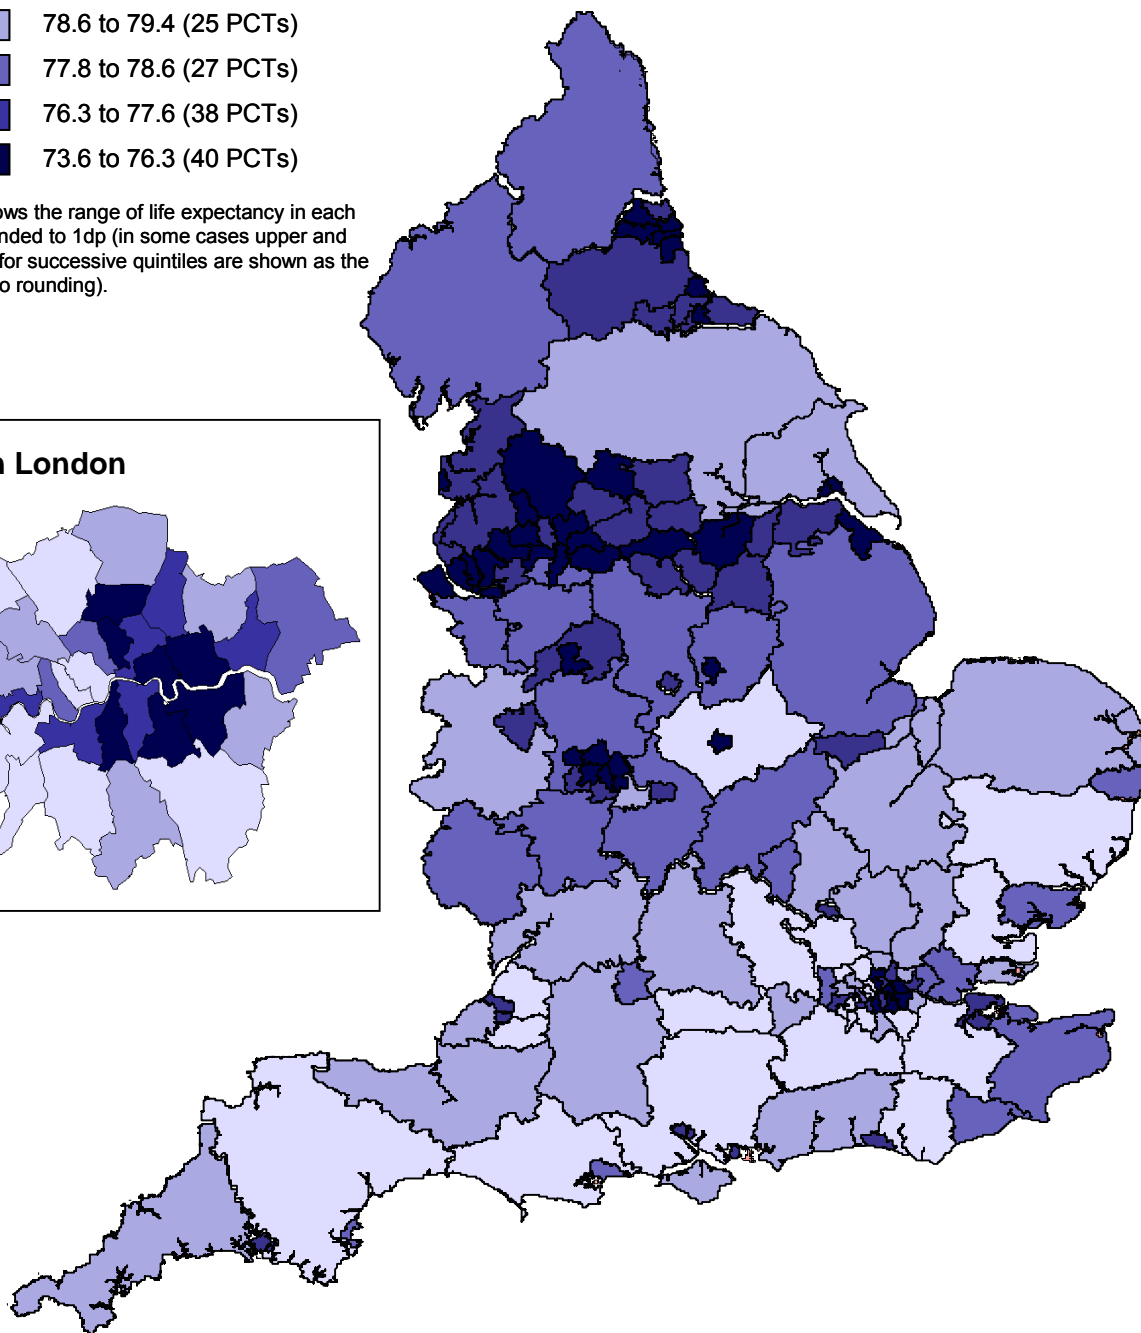 78.6 to 79.4 (25 PCTs)
77.8 to 78.6 (27 PCTs)
76.3 to 77.6 (38 PCTs)
73.6 to 76.3 (40 PCTs)
ows the range of life expectancy in each
nded to 1dp (in some cases upper and
for successive quintiles are shown as the
o rounding).
n London